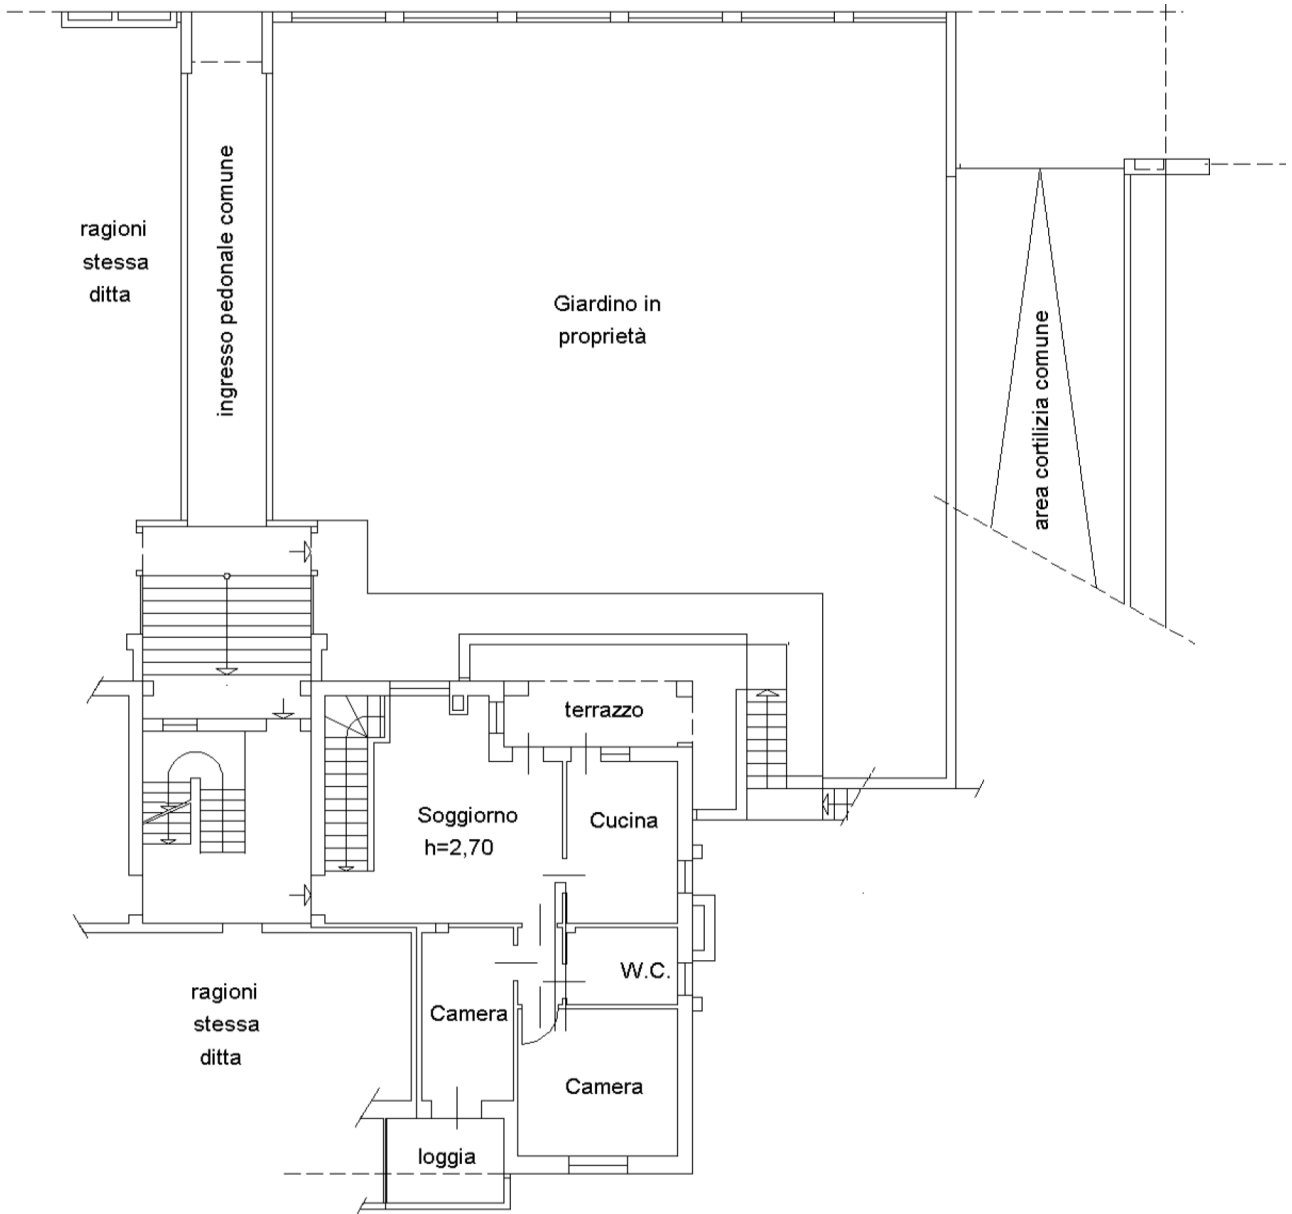 ragioni
stessa
ditta
ingresso pedonale comune
Giardino in
proprietà
area cortilizia comune
terrazzo
Soggiorno
h=2,70
Cucina
W.C.
ragioni
stessa
ditta
Camera
Camera
loggia